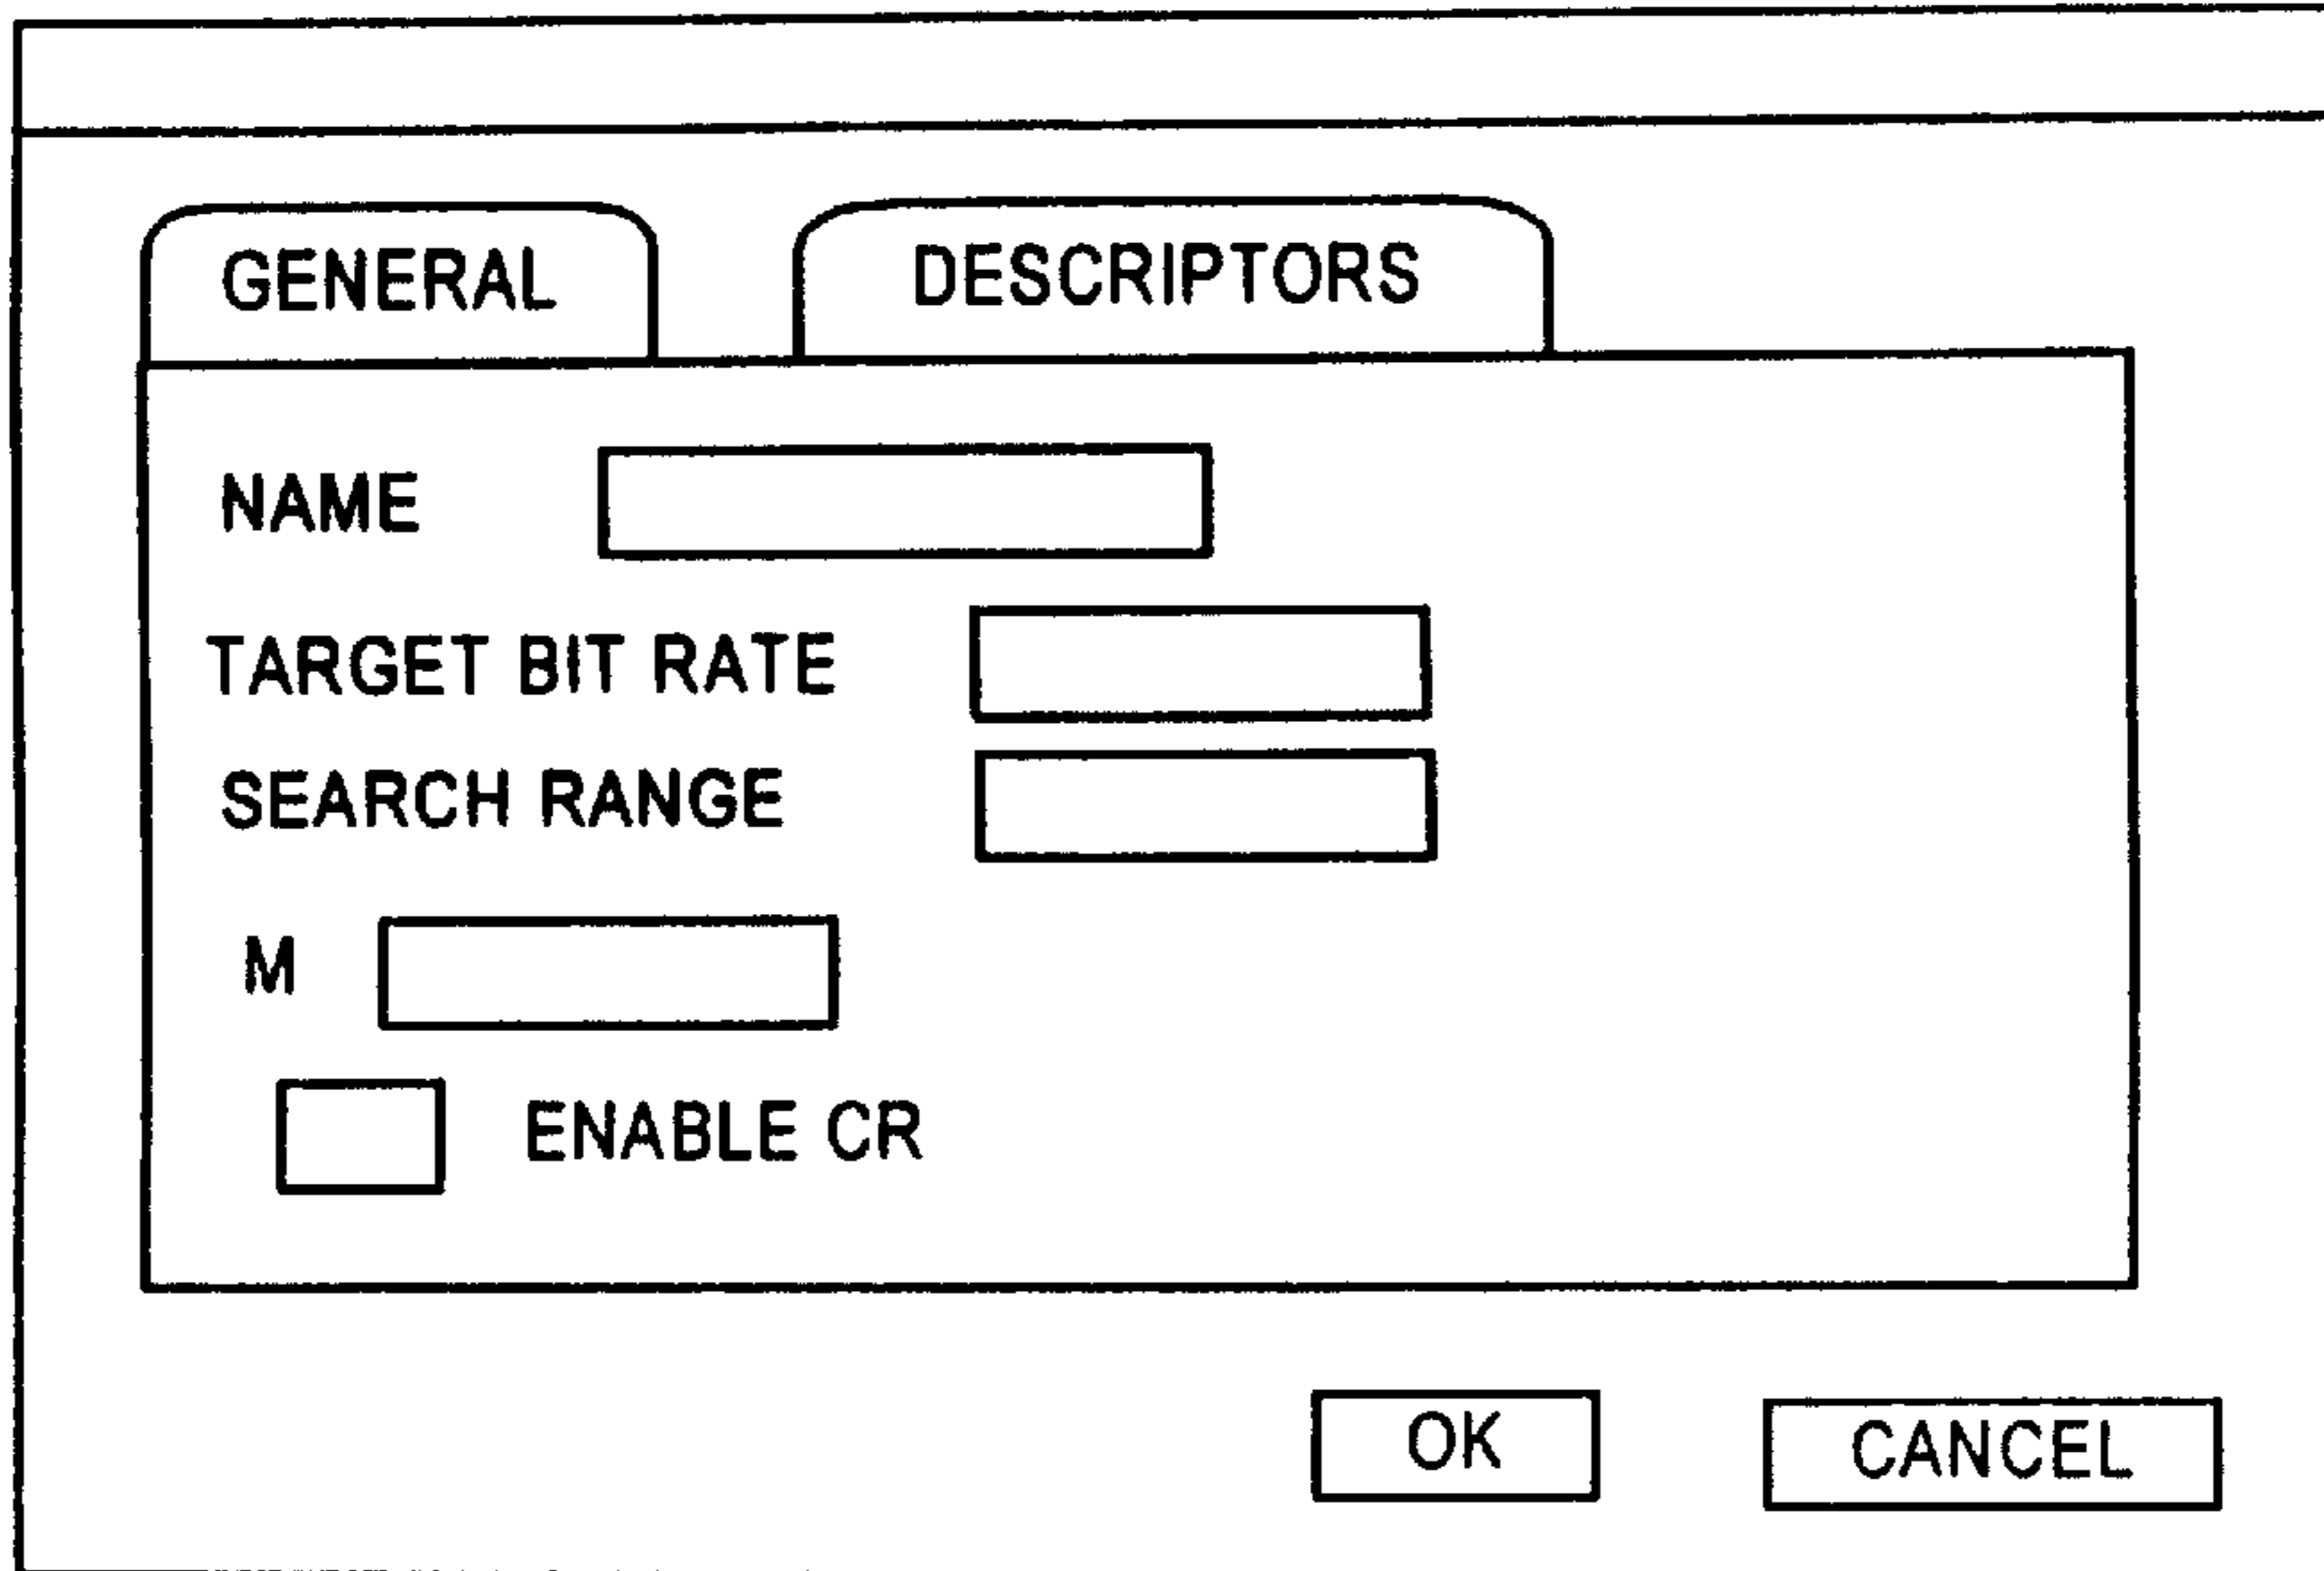 GENERAL DESCRIPTORS
NAME
TARGET BIT RATE
SEARCH RANGE
M
ENABLE CR
OK CANCEL